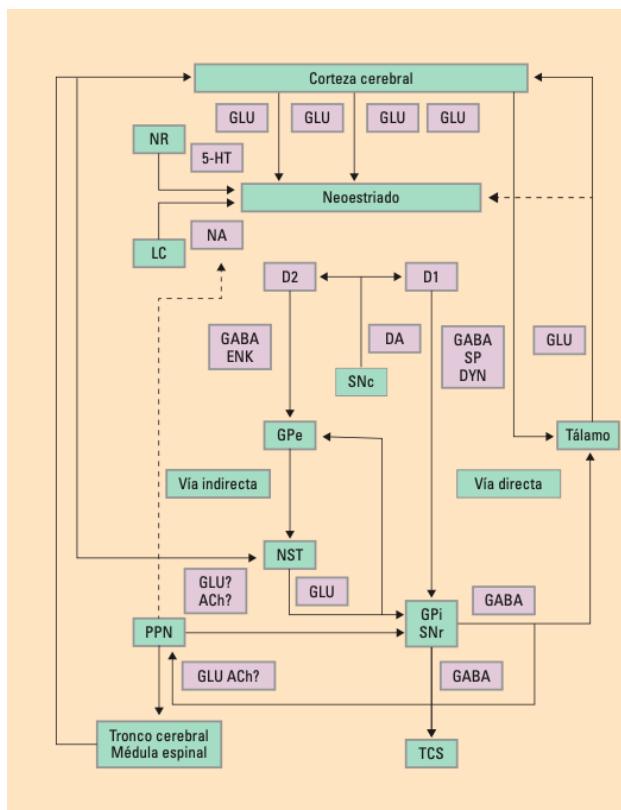 Corteza cerebral
GLU
GLU
GLU
GLU
NR
5-HT
Neoestriado
NA
LC
D2
D1
GABA
ENK
DA
GABA
SP
DYN
GLU
SNc
GPe
Tálamo
Vía indirecta
Vía directa
NST
GLU?
ACh?
GLU
GPi
SNr
GABA
PPN
GLU ACh?
GABA
Tronco cerebral
Médula espinal
TCS